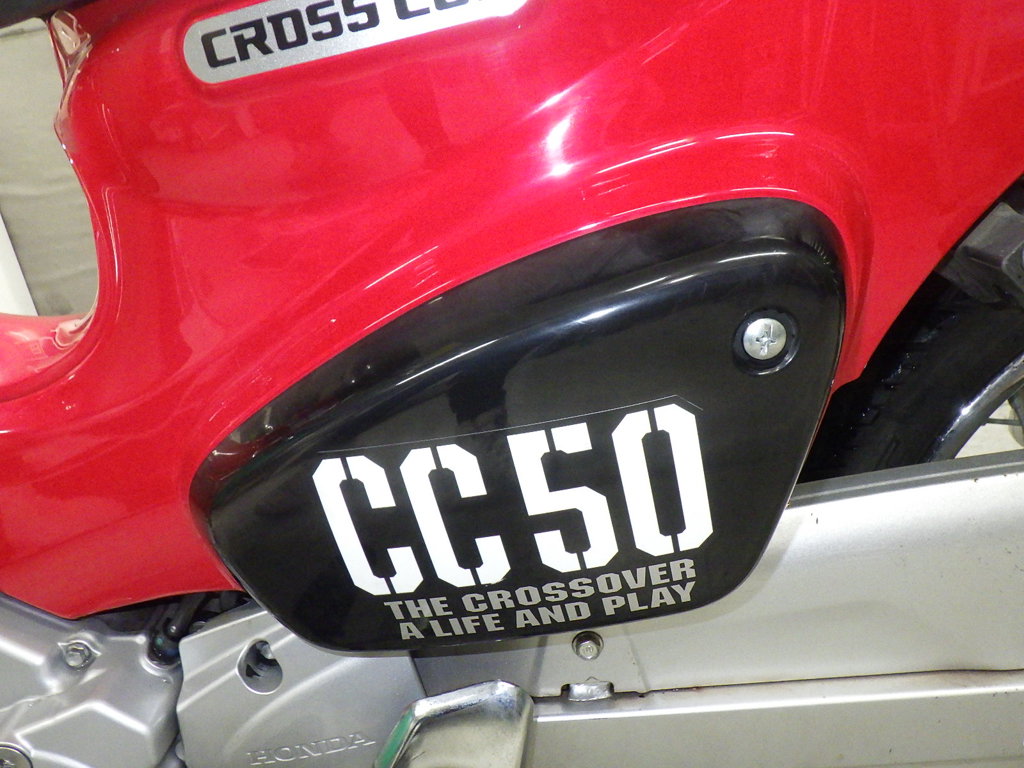 CROSS
CC50
THE CROSSOVER
A LIFE AND PLAY
HONDA